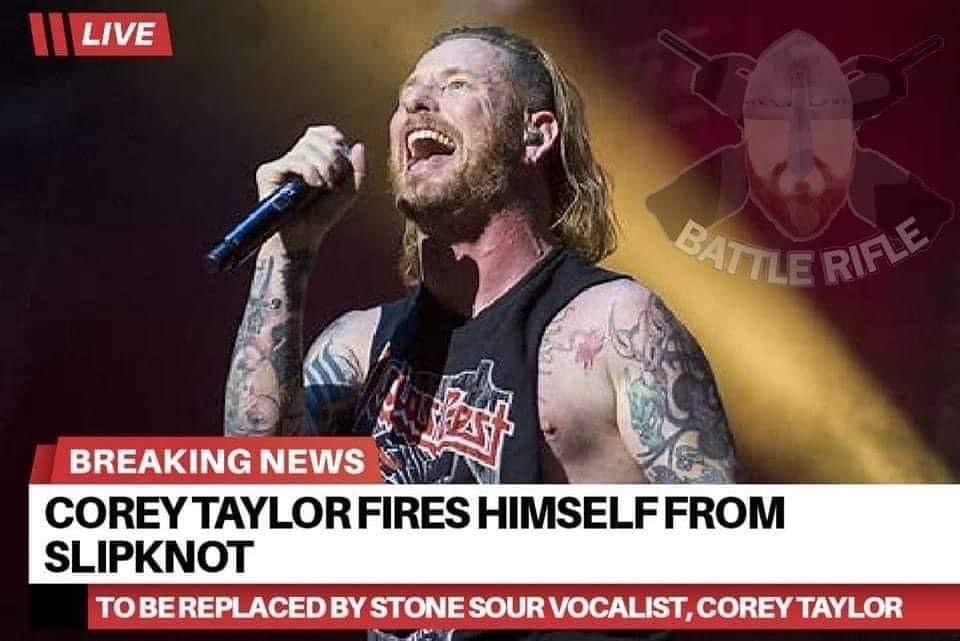 LIVE
BATTLE RIFLE
BREAKING NEWS
COREY TAYLOR FIRES HIMSELF FROM
SLIPKNOT
TO BE REPLACED BY STONE SOUR VOCALIST, COREY TAYLOR